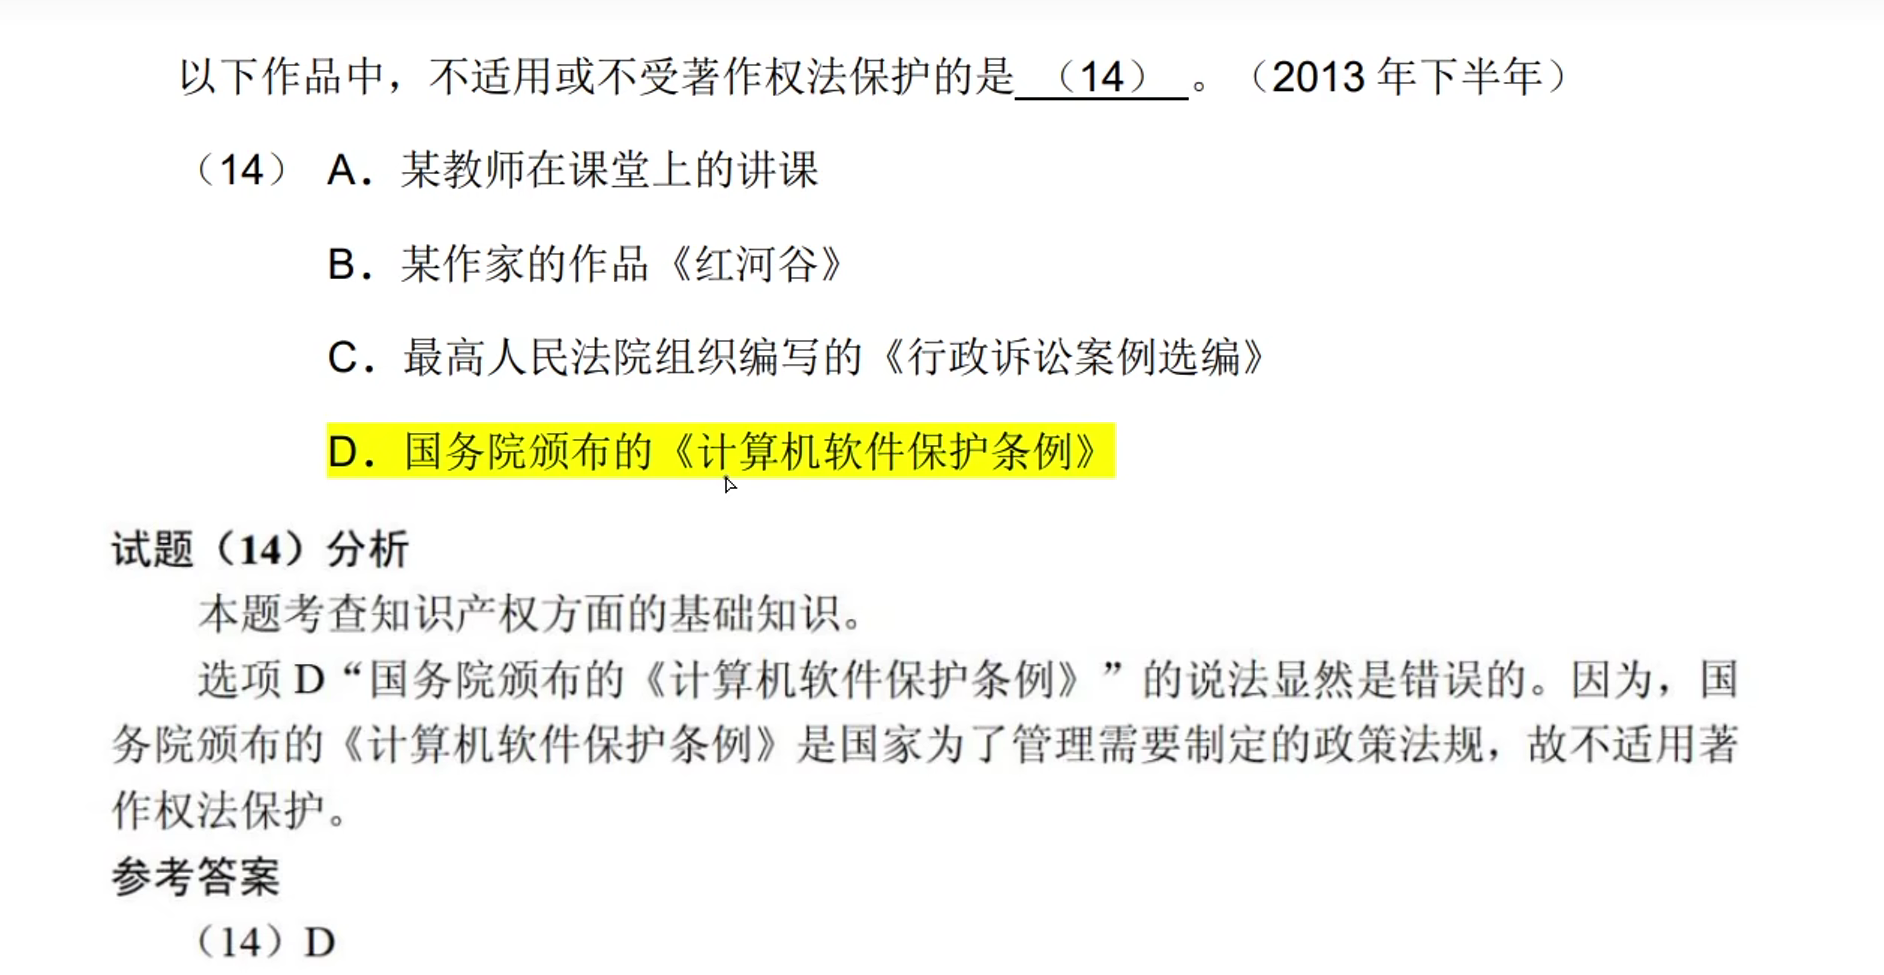 以下作品中，不适用或不受著作权法保护的是 （14） 。（2013 年下半年）
（14） A．某教师在课堂上的讲课
B．某作家的作品《红河谷》
C．最高人民法院组织编写的《行政诉讼案例选编》
D．国务院颁布的《计算机软件保护条例》
试题（14）分析
本题考查知识产权方面的基础知识。
选项 D“国务院颁布的《计算机软件保护条例》”的说法显然是错误的。因为，国
务院颁布的《计算机软件保护条例》是国家为了管理需要制定的政策法规，故不适用著
作权法保护。
参考答案
（14）D